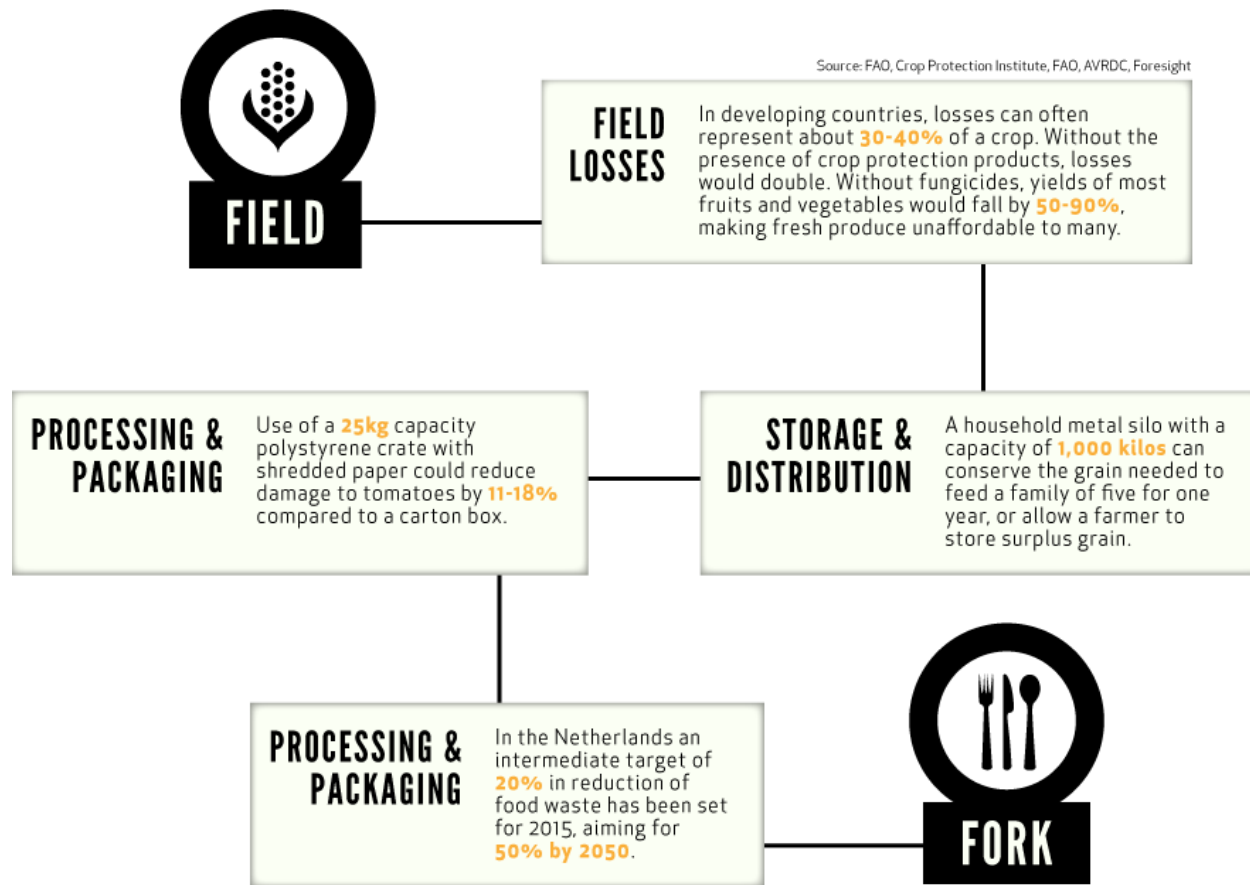 Source: FAO, Crop Protection Institute, FAO, AVRDC, Foresight
FIELD
FIELD
LOSSES
In developing countries, losses can often
represent about 30-40% of a crop. Without the
presence of crop protection products, losses
would double. Without fungicides, yields of most
fruits and vegetables would fall by 50-90%,
making fresh produce unaffordable to many.
STORAGE &
DISTRIBUTION
A household metal silo with a
capacity of 1,000 kilos can
conserve the grain needed to
feed a family of five for one
year, or allow a farmer to
store surplus grain.
PROCESSING &
PACKAGING
Use of a 25kg capacity
polystyrene crate with
shredded paper could reduce
damage to tomatoes by 11-18%
compared to a carton box.
PROCESSING &
PACKAGING
In the Netherlands an
intermediate target of
20% in reduction of
food waste has been set
for 2015, aiming for
50% by 2050.
FORK